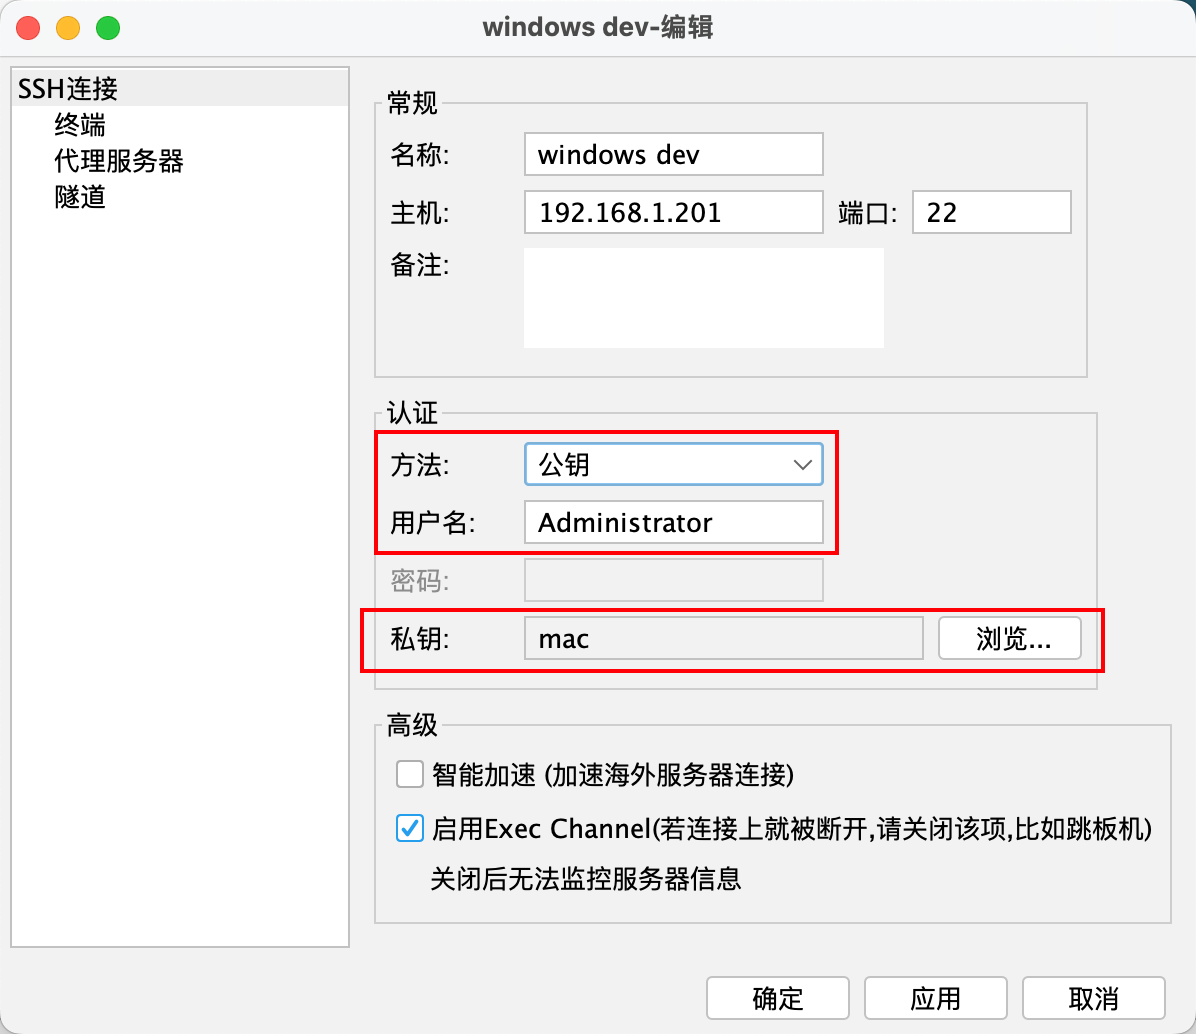 windows dev-编辑
SSH连接
终端
代理服务器
隧道
常规
名称: windows dev
主机: 192.168.1.201 端口: 22
备注:
认证
方法: 公钥
用户名: Administrator
密码:
私钥: mac 浏览...
高级
智能加速 (加速海外服务器连接)
启用Exec Channel(若连接上就被断开,请关闭该项,比如跳板机)
关闭后无法监控服务器信息
确定 应用 取消